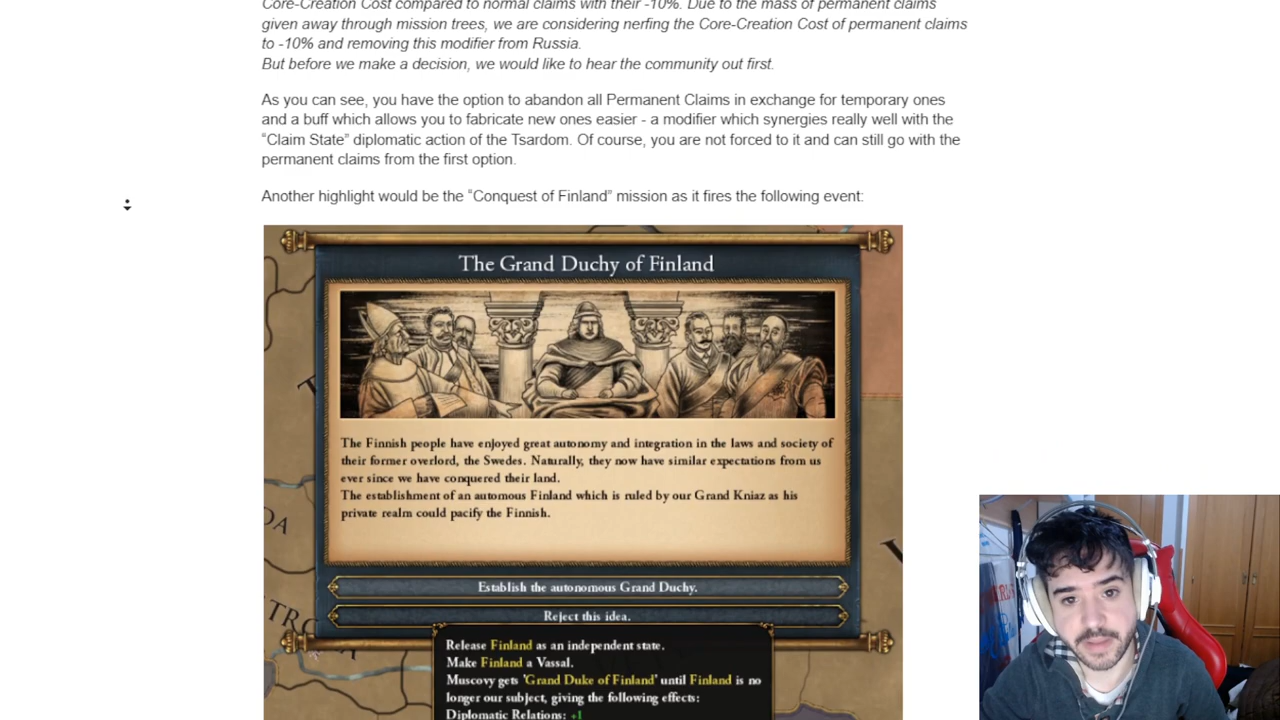 Core-Creation Cost compared to normal claims with their -10%. Due to the mass of permanent claims
given away through mission trees, we are considering nerfing the Core-Creation Cost of permanent claims
to -10% and removing this modifier from Russia.
But before we make a decision, we would like to hear the community out first.
As you can see, you have the option to abandon all Permanent Claims in exchange for temporary ones
and a buff which allows you to fabricate new ones easier - a modifier which synergies really well with the
“Claim State” diplomatic action of the Tsardom. Of course, you are not forced to it and can still go with the
permanent claims from the first option.
Another highlight would be the “Conquest of Finland” mission as it fires the following event:
The Grand Duchy of Finland
The Finnish people have enjoyed great autonomy and integration in the laws and society of
their former overlord, the Swedes. Naturally, they now have similar expectations from us
ever since we have conquered their land.
The establishment of an automous Finland which is ruled by our Grand Kniaz as his
private realm could pacify the Finnish.
Establish the autonomous Grand Duchy.
Reject this idea.
Release Finland as an independent state.
Make Finland a Vassal.
Muscovy gets 'Grand Duke of Finland' until Finland is no
longer our subject, giving the following effects:
Diplomatic Relations: +1